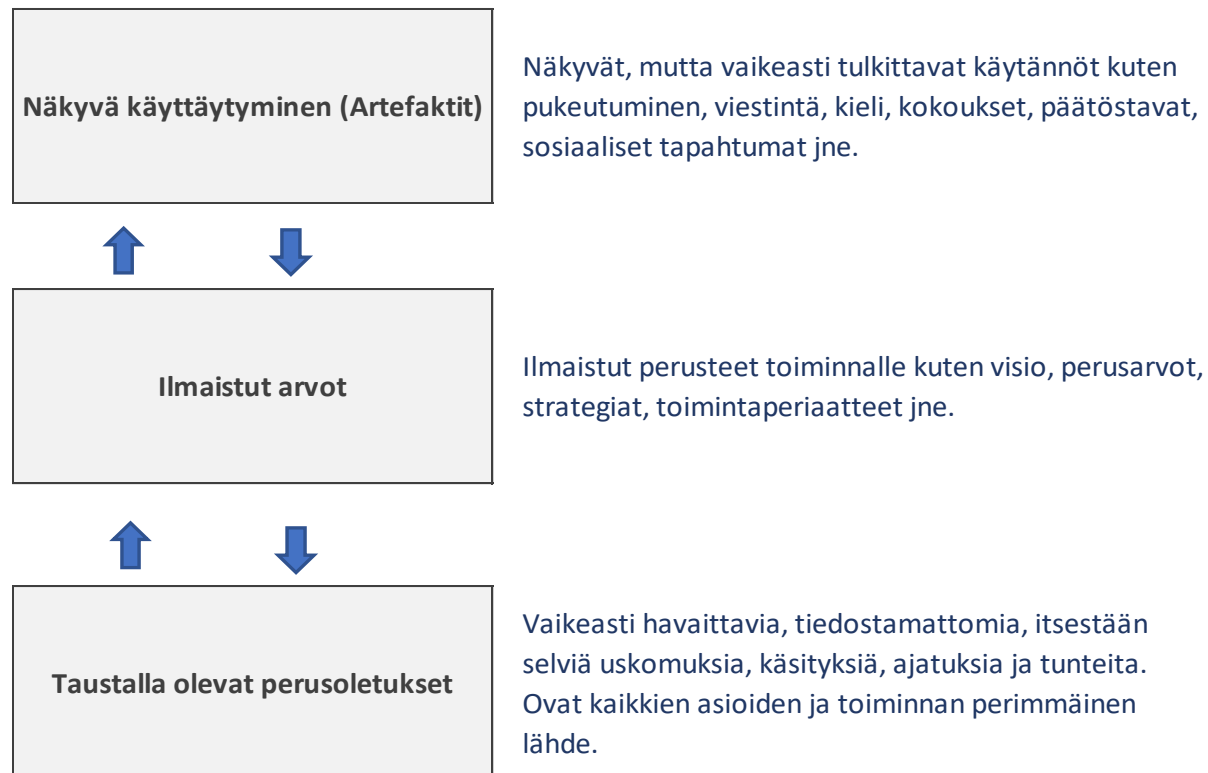 Näkyvä käyttäytyminen (Artefaktit)
Näkyvät, mutta vaikeasti tulkittavat käytännöt kuten
pukeutuminen, viestintä, kieli, kokoukset, päätöstavat,
sosiaaliset tapahtumat jne.
Ilmaistut arvot
Ilmaistut perusteet toiminnalle kuten visio, perusarvot,
strategiat, toimintaperiaatteet jne.
Taustalla olevat perusoletukset
Vaikeasti havaittavia, tiedostamattomia, itsestään
selviä uskomuksia, käsityksiä, ajatuksia ja tunteita.
Ovat kaikkien asioiden ja toiminnan perimmäinen
lähde.